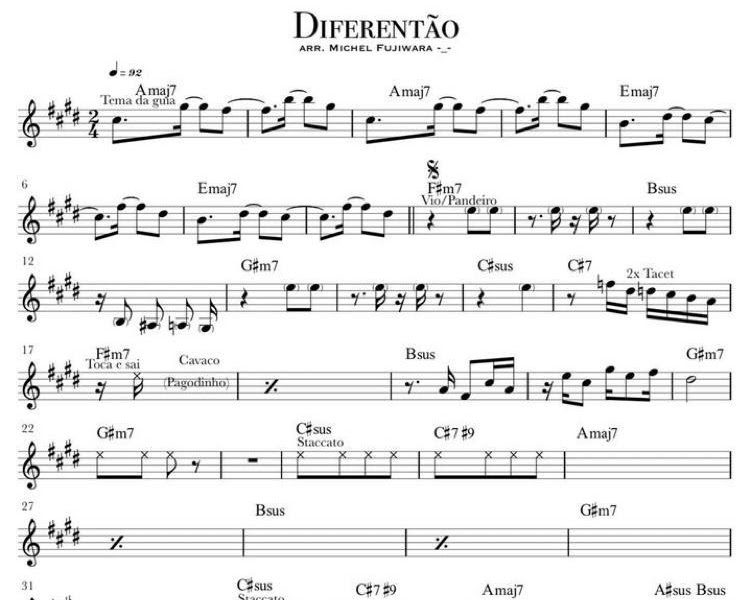 DIFERENTÃO
ARR. MICHEL FUJIWARA -_-
♩ = 92
Amaj7 Amaj7 Emaj7
Tema da guia
2/4
6 Emaj7 F♯m7 Bsus
Vio/Pandeiro
12 G♯m7 C♯sus C♯7
2x Tacet
17 F♯m7 Bsus G♯m7
Toca e sai Cavaco
(Pagodinho)
22 G♯m7 C♯sus C♯7 ♯9 Amaj7
Staccato
27 Bsus G♯m7
31 C♯sus C♯7 ♯9 Amaj7 A♯sus Bsus
Staccato